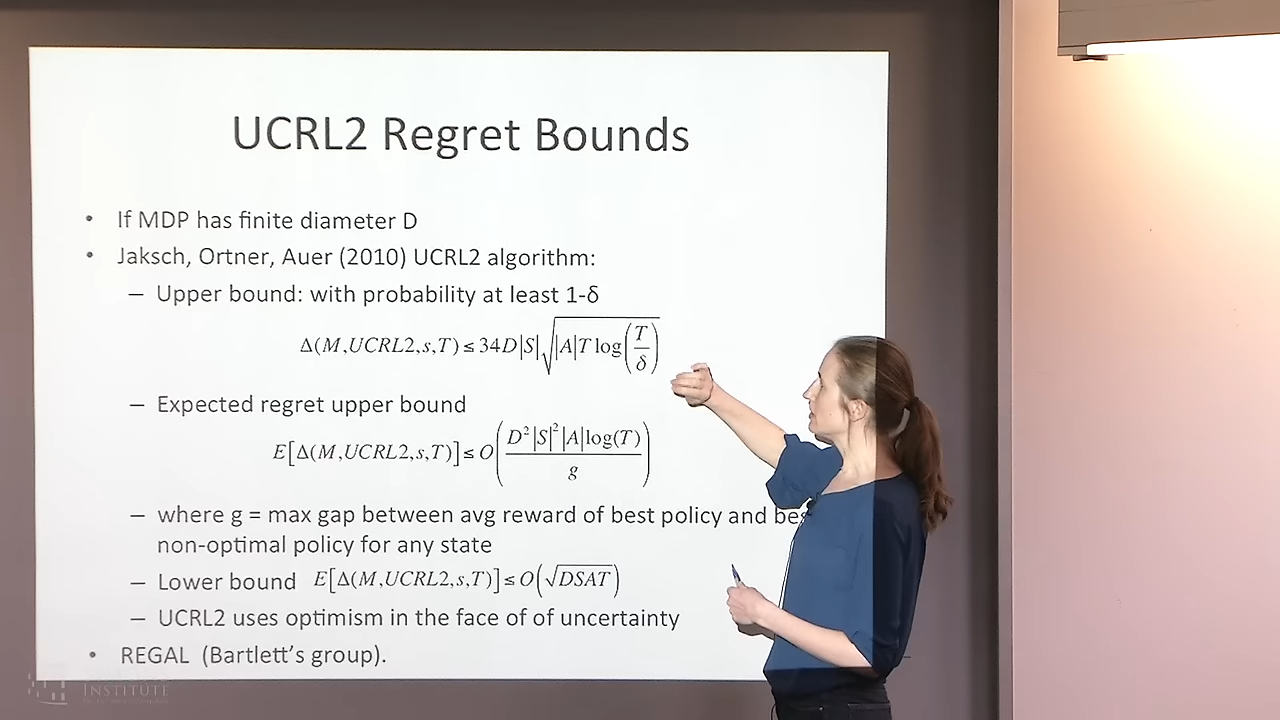 UCRL2 Regret Bounds
• If MDP has finite diameter D
• Jaksch, Ortner, Auer (2010) UCRL2 algorithm:
– Upper bound: with probability at least 1-δ
Δ(M,UCRL2,s,T) ≤ 34D|S|√(|A|T log(T/δ))
– Expected regret upper bound
E[Δ(M,UCRL2,s,T)] ≤ O(D²|S|²|A|log(T)/g)
– where g = max gap between avg reward of best policy and bes
non-optimal policy for any state
– Lower bound E[Δ(M,UCRL2,s,T)] ≤ O(√DSAT)
– UCRL2 uses optimism in the face of of uncertainty
• REGAL (Bartlett's group).
INSTITUTE